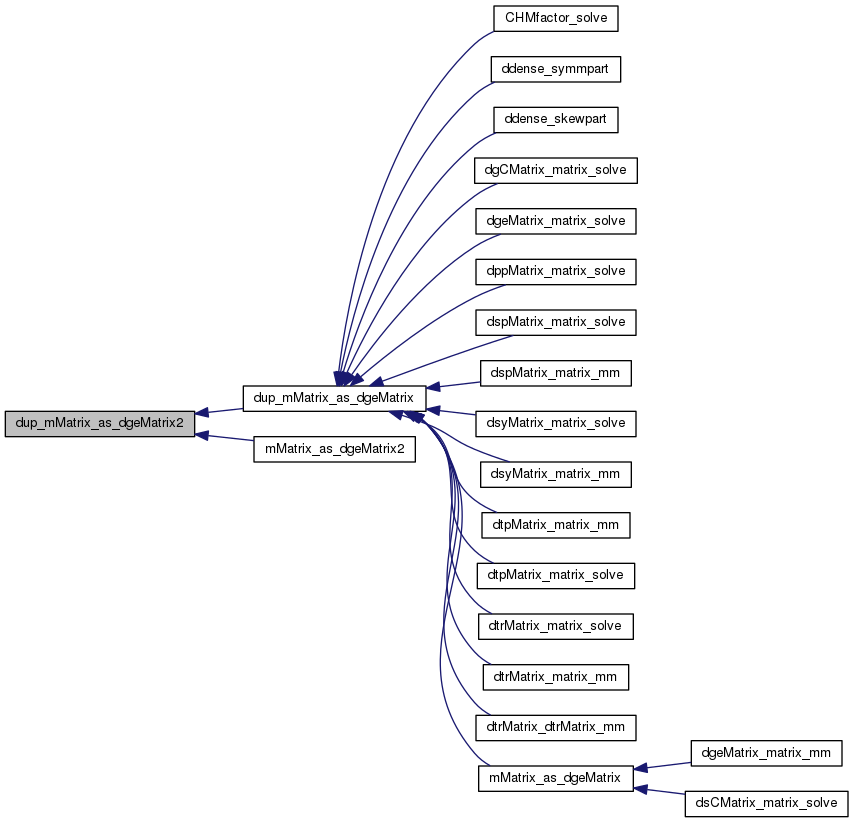 CHMfactor_solve
ddense_symmpart
ddense_skewpart
dgCMatrix_matrix_solve
dgeMatrix_matrix_solve
dppMatrix_matrix_solve
dspMatrix_matrix_solve
dspMatrix_matrix_mm
dup_mMatrix_as_dgeMatrix
dup_mMatrix_as_dgeMatrix2
dsyMatrix_matrix_solve
mMatrix_as_dgeMatrix2
dsyMatrix_matrix_mm
dtpMatrix_matrix_mm
dtpMatrix_matrix_solve
dtrMatrix_matrix_solve
dtrMatrix_matrix_mm
dtrMatrix_dtrMatrix_mm
dgeMatrix_matrix_mm
mMatrix_as_dgeMatrix
dsCMatrix_matrix_solve